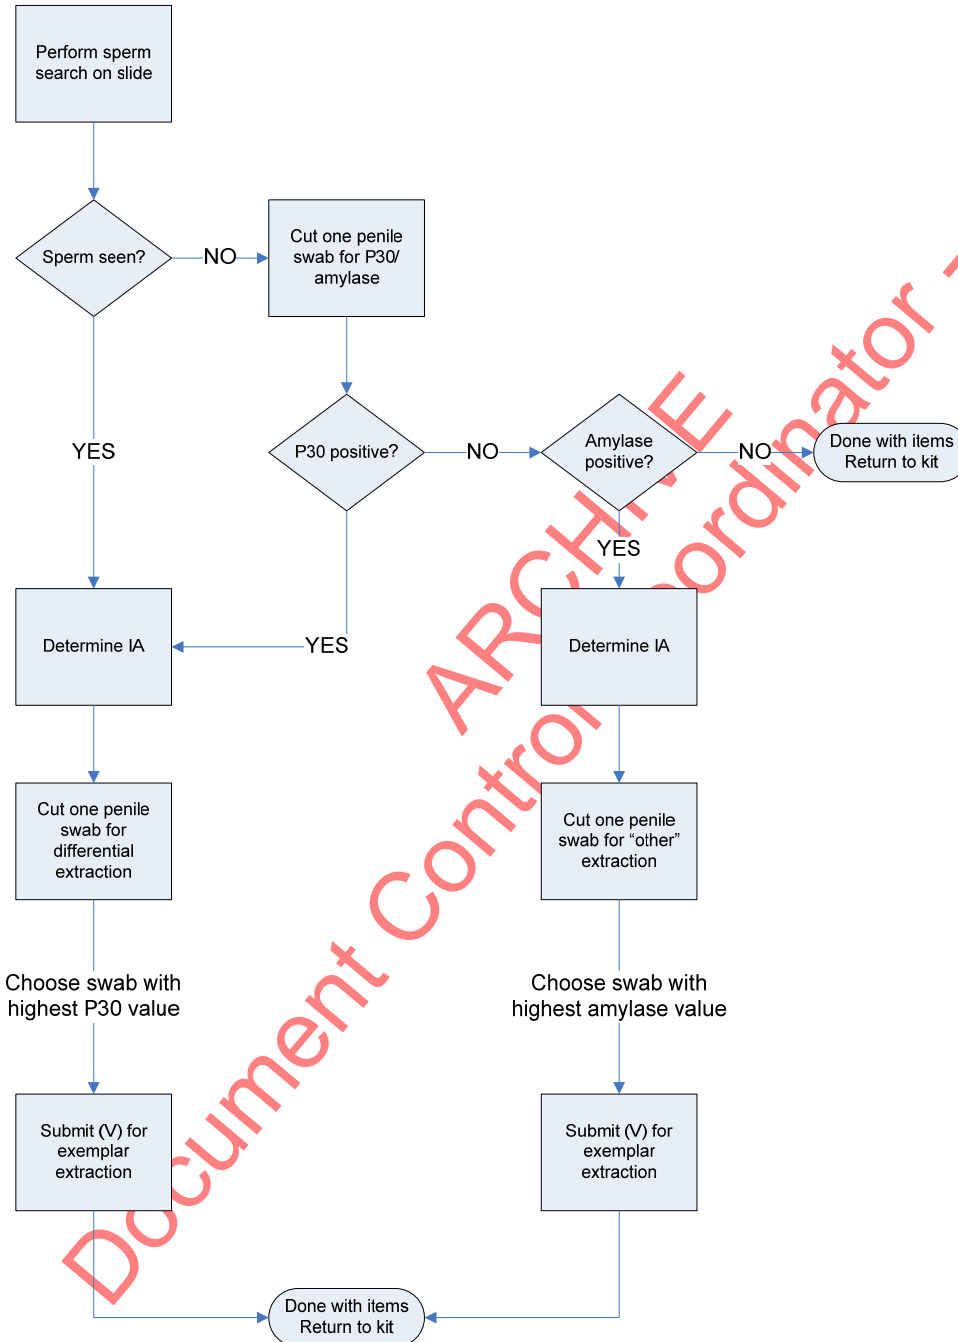 Perform sperm
search on slide
Sperm seen?
NO
Cut one penile
swab for P30/
amylase
YES
P30 positive?
NO
Amylase
positive?
NO
Done with items
Return to kit
YES
YES
Determine IA
Determine IA
Cut one penile
swab for
differential
extraction
Cut one penile
swab for “other”
extraction
Choose swab with
highest P30 value
Choose swab with
highest amylase value
Submit (V) for
exemplar
extraction
Submit (V) for
exemplar
extraction
Done with items
Return to kit
ARCHIVE
Document Control Coordinator -